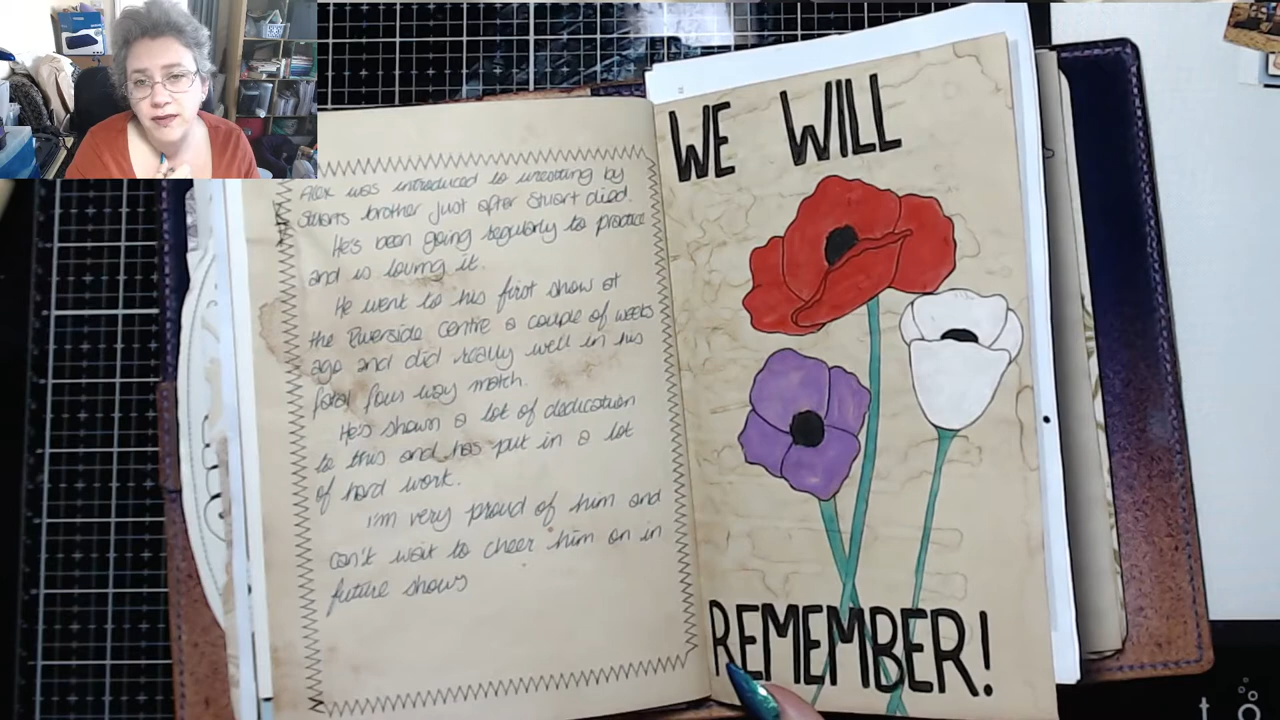 Alex was introduced to wrestling by
Stuarts brother just after Stuart died.
He's been going regularly to practice
and is loving it.
He went to his first show at
the Riverside centre a couple of weeks
ago and did really well in his
four way match.
He's shown a lot of dedication
to this and has put in a lot
of hard work.
I'm very proud of him and
can't wait to cheer him on in
future shows
WE WILL
REMEMBER!